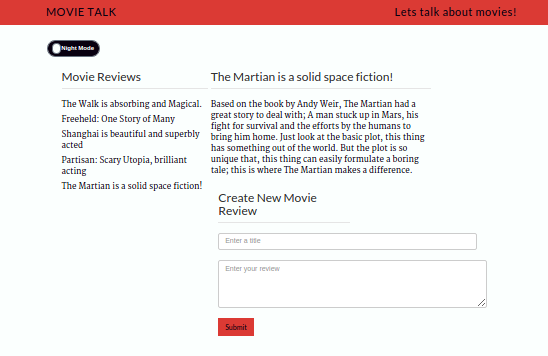 MOVIE TALK
Lets talk about movies!
Night Mode
Movie Reviews
The Walk is absorbing and Magical.
Freeheld: One Story of Many
Shanghai is beautiful and superbly
acted
Partisan: Scary Utopia, brilliant
acting
The Martian is a solid space fiction!
The Martian is a solid space fiction!
Based on the book by Andy Weir, The Martian had a
great story to deal with; A man stuck up in Mars, his
fight for survival and the efforts by the humans to
bring him home. Just look at the basic plot, this thing
has something out of the world. But the plot is so
unique that, this thing can easily formulate a boring
tale; this is where The Martian makes a difference.
Create New Movie
Review
Enter a title
Enter your review
Submit